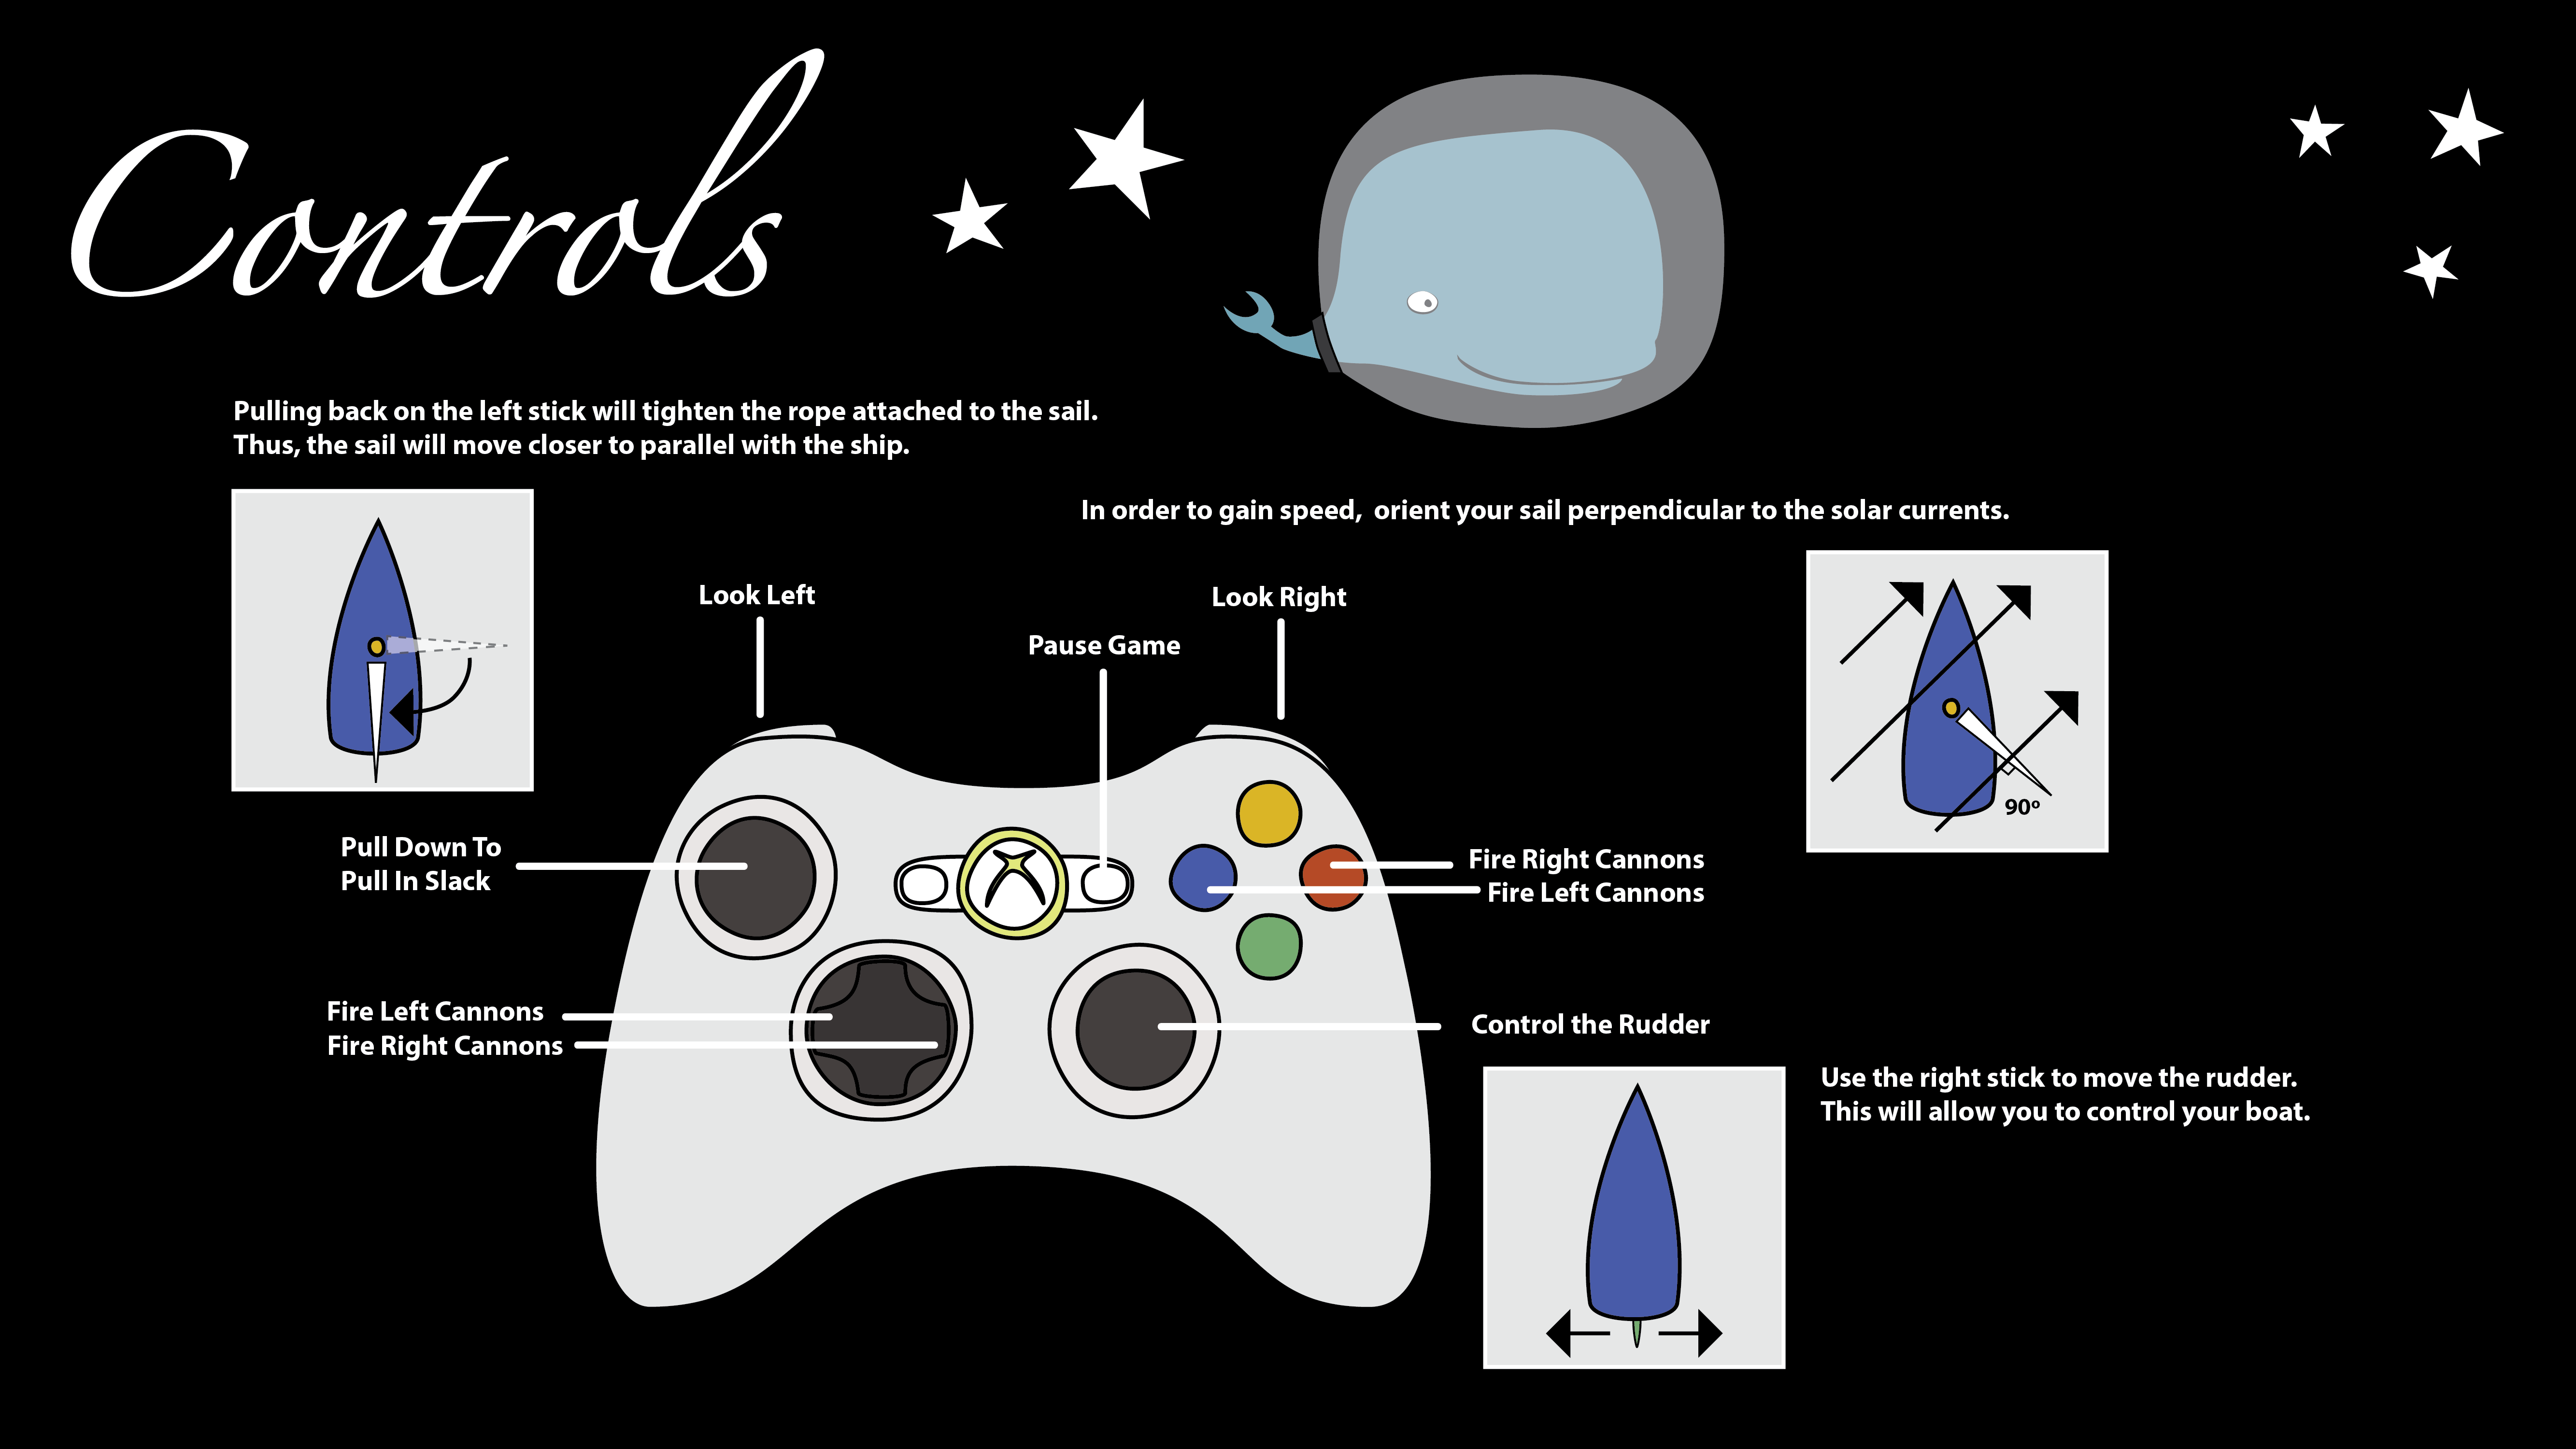 Controls
Pulling back on the left stick will tighten the rope attached to the sail.
Thus, the sail will move closer to parallel with the ship.
In order to gain speed,  orient your sail perpendicular to the solar currents.
Look Left
Look Right
Pause Game
90º
Pull Down To
Pull In Slack
Fire Right Cannons
Fire Left Cannons
Fire Left Cannons
Fire Right Cannons
Control the Rudder
Use the right stick to move the rudder.
This will allow you to control your boat.